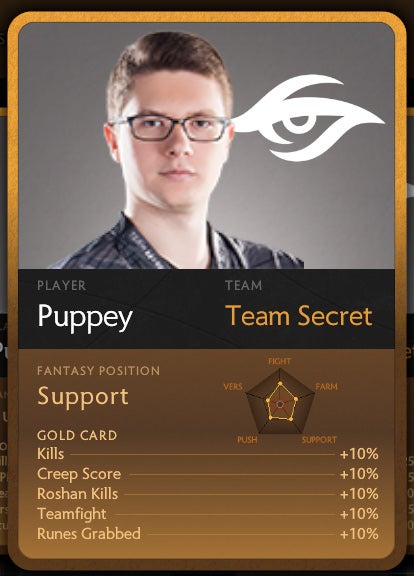 PLAYER
Puppey
TEAM
Team Secret
FANTASY POSITION
Support
FIGHT
VERS
FARM
PUSH
SUPPORT
GOLD CARD
Kills +10%
Creep Score +10%
Roshan Kills +10%
Teamfight +10%
Runes Grabbed +10%